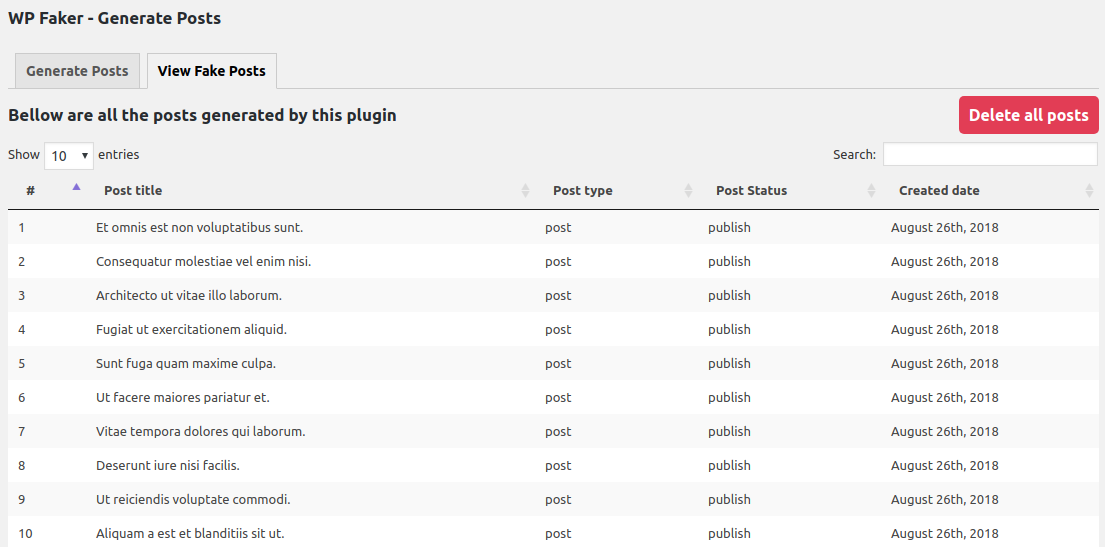 WP Faker - Generate Posts
Generate Posts View Fake Posts
Bellow are all the posts generated by this plugin Delete all posts
Show 10 entries Search:
# Post title Post type Post Status Created date
1 Et omnis est non voluptatibus sunt. post publish August 26th, 2018
2 Consequatur molestiae vel enim nisi. post publish August 26th, 2018
3 Architecto ut vitae illo laborum. post publish August 26th, 2018
4 Fugiat ut exercitationem aliquid. post publish August 26th, 2018
5 Sunt fuga quam maxime culpa. post publish August 26th, 2018
6 Ut facere maiores pariatur et. post publish August 26th, 2018
7 Vitae tempora dolores qui laborum. post publish August 26th, 2018
8 Deserunt iure nisi facilis. post publish August 26th, 2018
9 Ut reiciendis voluptate commodi. post publish August 26th, 2018
10 Aliquam a est et blanditiis sit ut. post publish August 26th, 2018